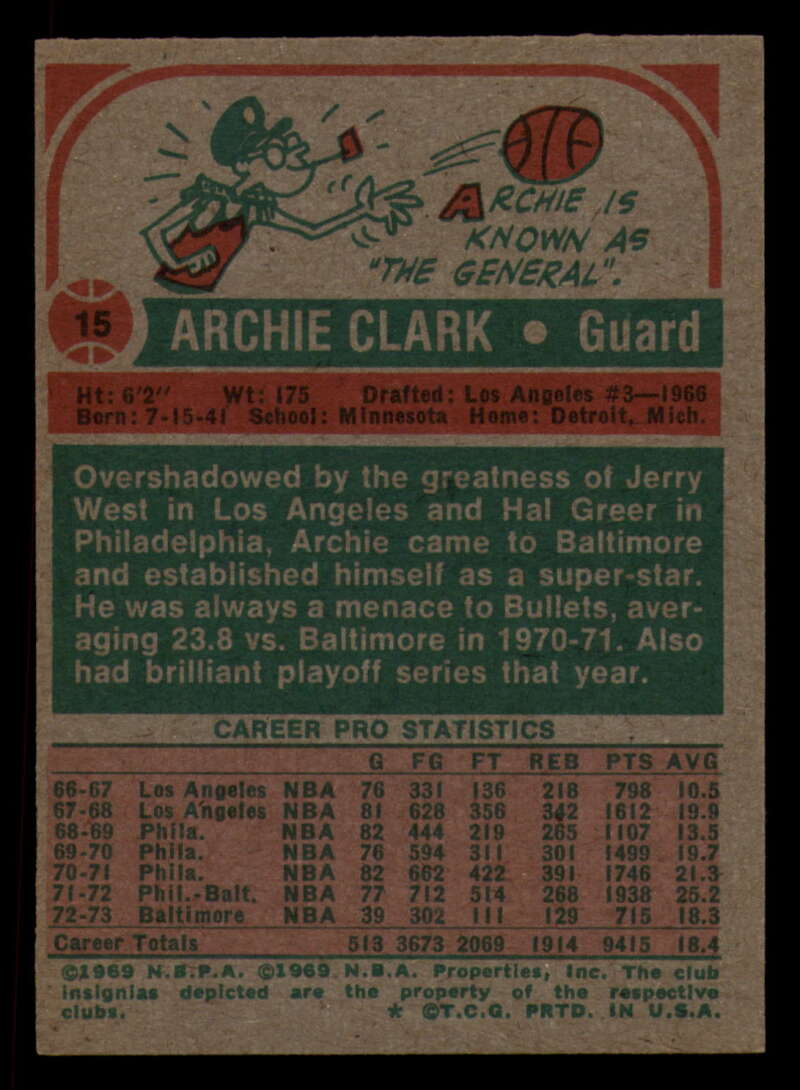 ARCHIE IS
KNOWN AS
"THE GENERAL".
15 ARCHIE CLARK • Guard
Ht: 6'2" Wt: 175 Drafted: Los Angeles #3—1966
Born: 7-15-41 School: Minnesota Home: Detroit, Mich.
Overshadowed by the greatness of Jerry
West in Los Angeles and Hal Greer in
Philadelphia, Archie came to Baltimore
and established himself as a super-star.
He was always a menace to Bullets, aver-
aging 23.8 vs. Baltimore in 1970-71. Also
had brilliant playoff series that year.
CAREER PRO STATISTICS
G FG FT REB PTS AVG
66-67 Los Angeles NBA 76 331 136 218 798 10.5
67-68 Los Angeles NBA 81 628 356 342 1612 19.9
68-69 Phila. NBA 82 444 219 265 1107 13.5
69-70 Phila. NBA 76 594 311 301 1499 19.7
70-71 Phila. NBA 82 662 422 391 1746 21.3
71-72 Phil.-Balt. NBA 77 712 514 268 1938 25.2
72-73 Baltimore NBA 39 302 111 129 715 18.3
Career Totals 513 3673 2069 1914 9415 18.4
©1969 N.B.P.A. ©1969 N.B.A. Properties, Inc. The club
insignias depicted are the property of the respective
clubs. * ©T.C.G. PRTD. IN U.S.A.